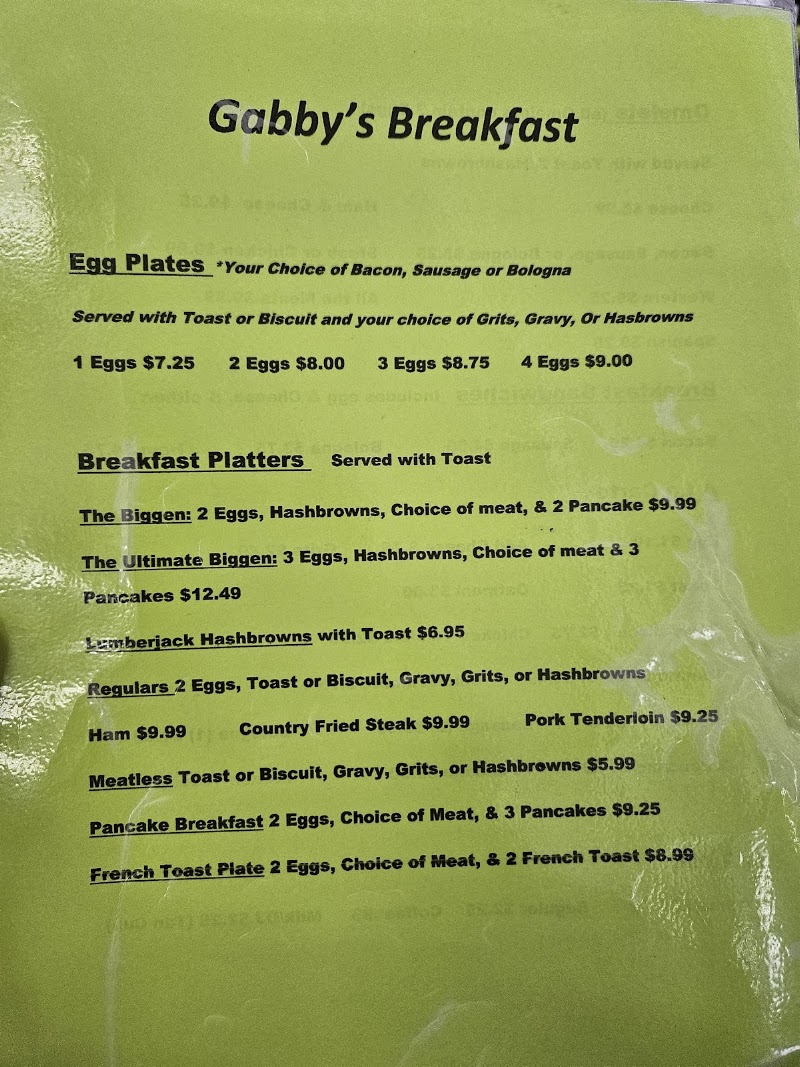 Gabby's Breakfast
Egg Plates *Your Choice of Bacon, Sausage or Bologna
Served with Toast or Biscuit and your choice of Grits, Gravy, Or Hasbrowns
1 Eggs $7.25 2 Eggs $8.00 3 Eggs $8.75 4 Eggs $9.00
Breakfast Platters Served with Toast
The Biggen: 2 Eggs, Hashbrowns, Choice of meat, & 2 Pancake $9.99
The Ultimate Biggen: 3 Eggs, Hashbrowns, Choice of meat & 3
Pancakes $12.49
Lumberjack Hashbrowns with Toast $6.95
Regulars 2 Eggs, Toast or Biscuit, Gravy, Grits, or Hashbrowns
Ham $9.99 Country Fried Steak $9.99 Pork Tenderloin $9.25
Meatless Toast or Biscuit, Gravy, Grits, or Hashbrowns $5.99
Pancake Breakfast 2 Eggs, Choice of Meat, & 3 Pancakes $9.25
French Toast Plate 2 Eggs, Choice of Meat, & 2 French Toast $8.99